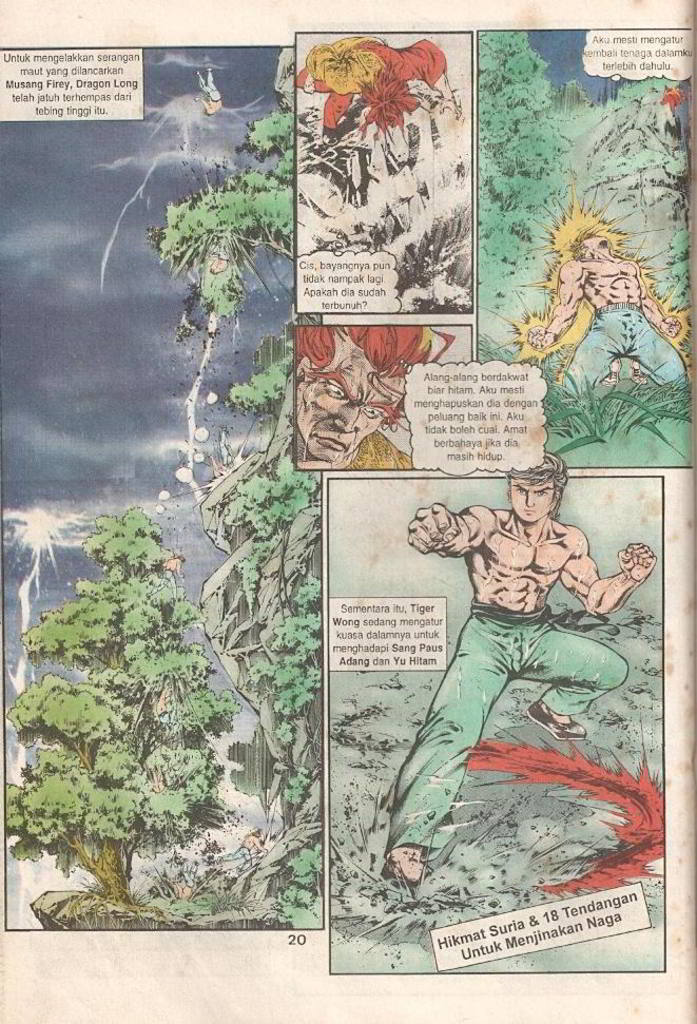 Untuk mengelakkan serangan
maut yang dilancarkan
Musang Firey, Dragon Long
telah jatuh terhempas dari
tebing tinggi itu.
Cis, bayangnya pun
tidak nampak lagi.
Apakah dia sudah
terbunuh?
Aku mesti mengatur
kembali tenaga dalamku
terlebih dahulu.
Alang-alang berdakwat
biar hitam. Aku mesti
menghapuskan dia dengan
peluang baik ini. Aku
tidak boleh cuai. Amat
berbahaya jika dia
masih hidup.
Sementara itu, Tiger
Wong sedang mengatur
kuasa dalamnya untuk
menghadapi Sang Paus
Adang dan Yu Hitam
Hikmat Suria & 18 Tendangan
Untuk Menjinakan Naga
20